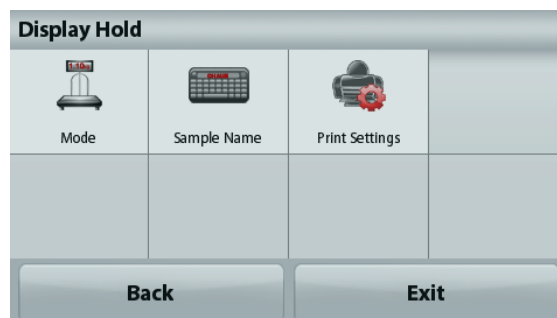 Display Hold
Mode
Sample Name
Print Settings
Back
Exit